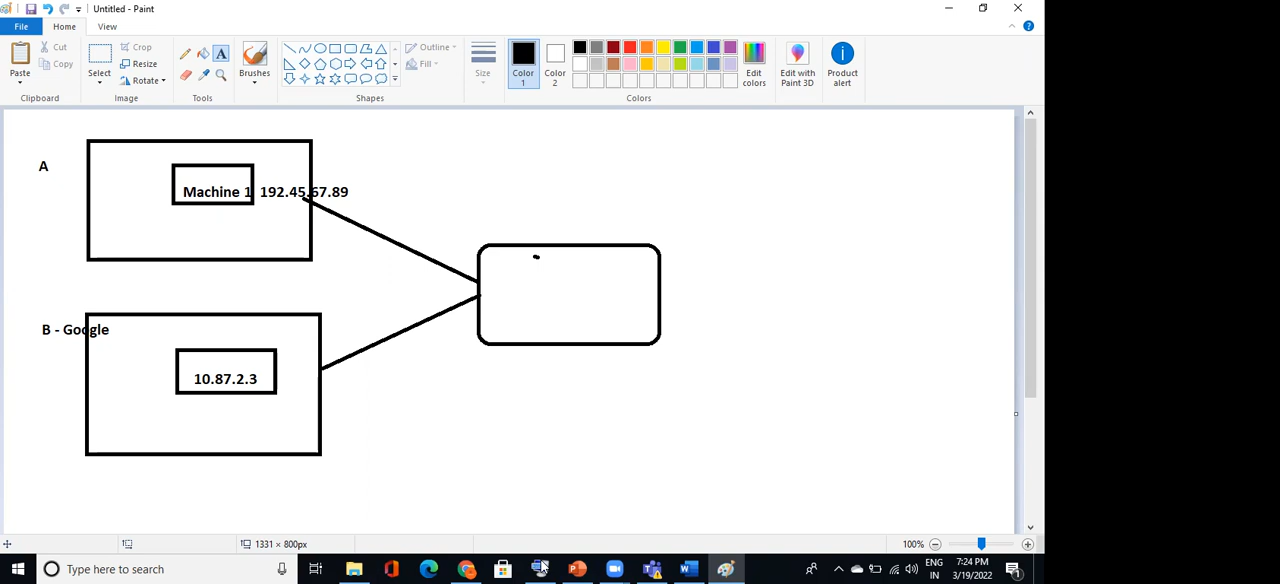 Untitled - Paint
File
Home
View
Paste
Cut
Copy
Clipboard
Select
Crop
Resize
Rotate
Image
Tools
Brushes
Outline
Fill
Shapes
Size
Color 1
Color 2
Edit colors
Colors
Edit with Paint 3D
Product alert
A
Machine 1 192.45.67.89
B - Google
10.87.2.3
1331 × 800px
100%
Type here to search
ENG
IN
7:24 PM
3/19/2022
1